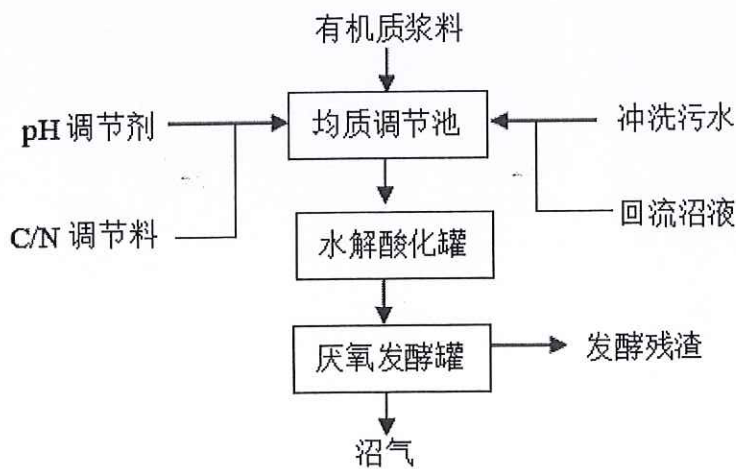 有机质浆料
pH 调节剂
均质调节池
冲洗污水
C/N 调节料
回流沼液
水解酸化罐
厌氧发酵罐
发酵残渣
沼气